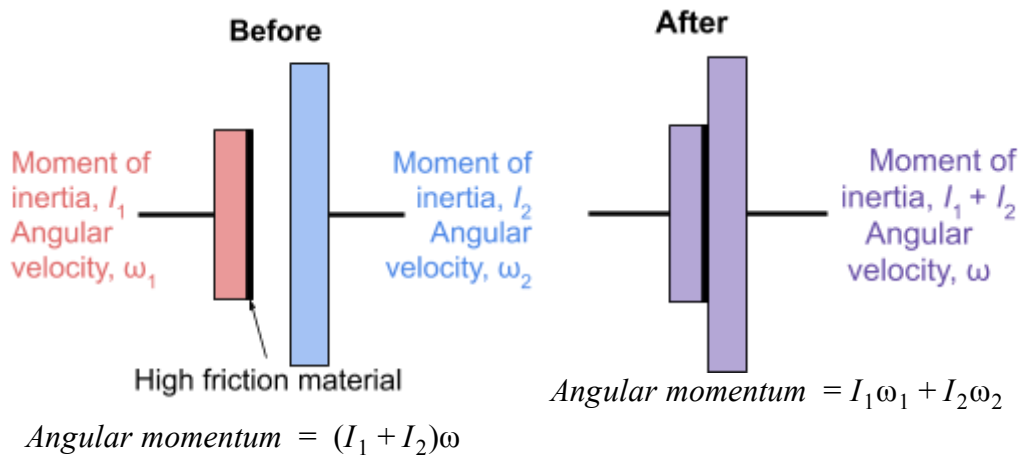 Before
After
Moment of
inertia, I₁
Angular
velocity, ω₁
Moment of
inertia, I₂
Angular
velocity, ω₂
Moment of
inertia, I₁ + I₂
Angular
velocity, ω
High friction material
Angular momentum = I₁ω₁ + I₂ω₂
Angular momentum = (I₁ + I₂)ω